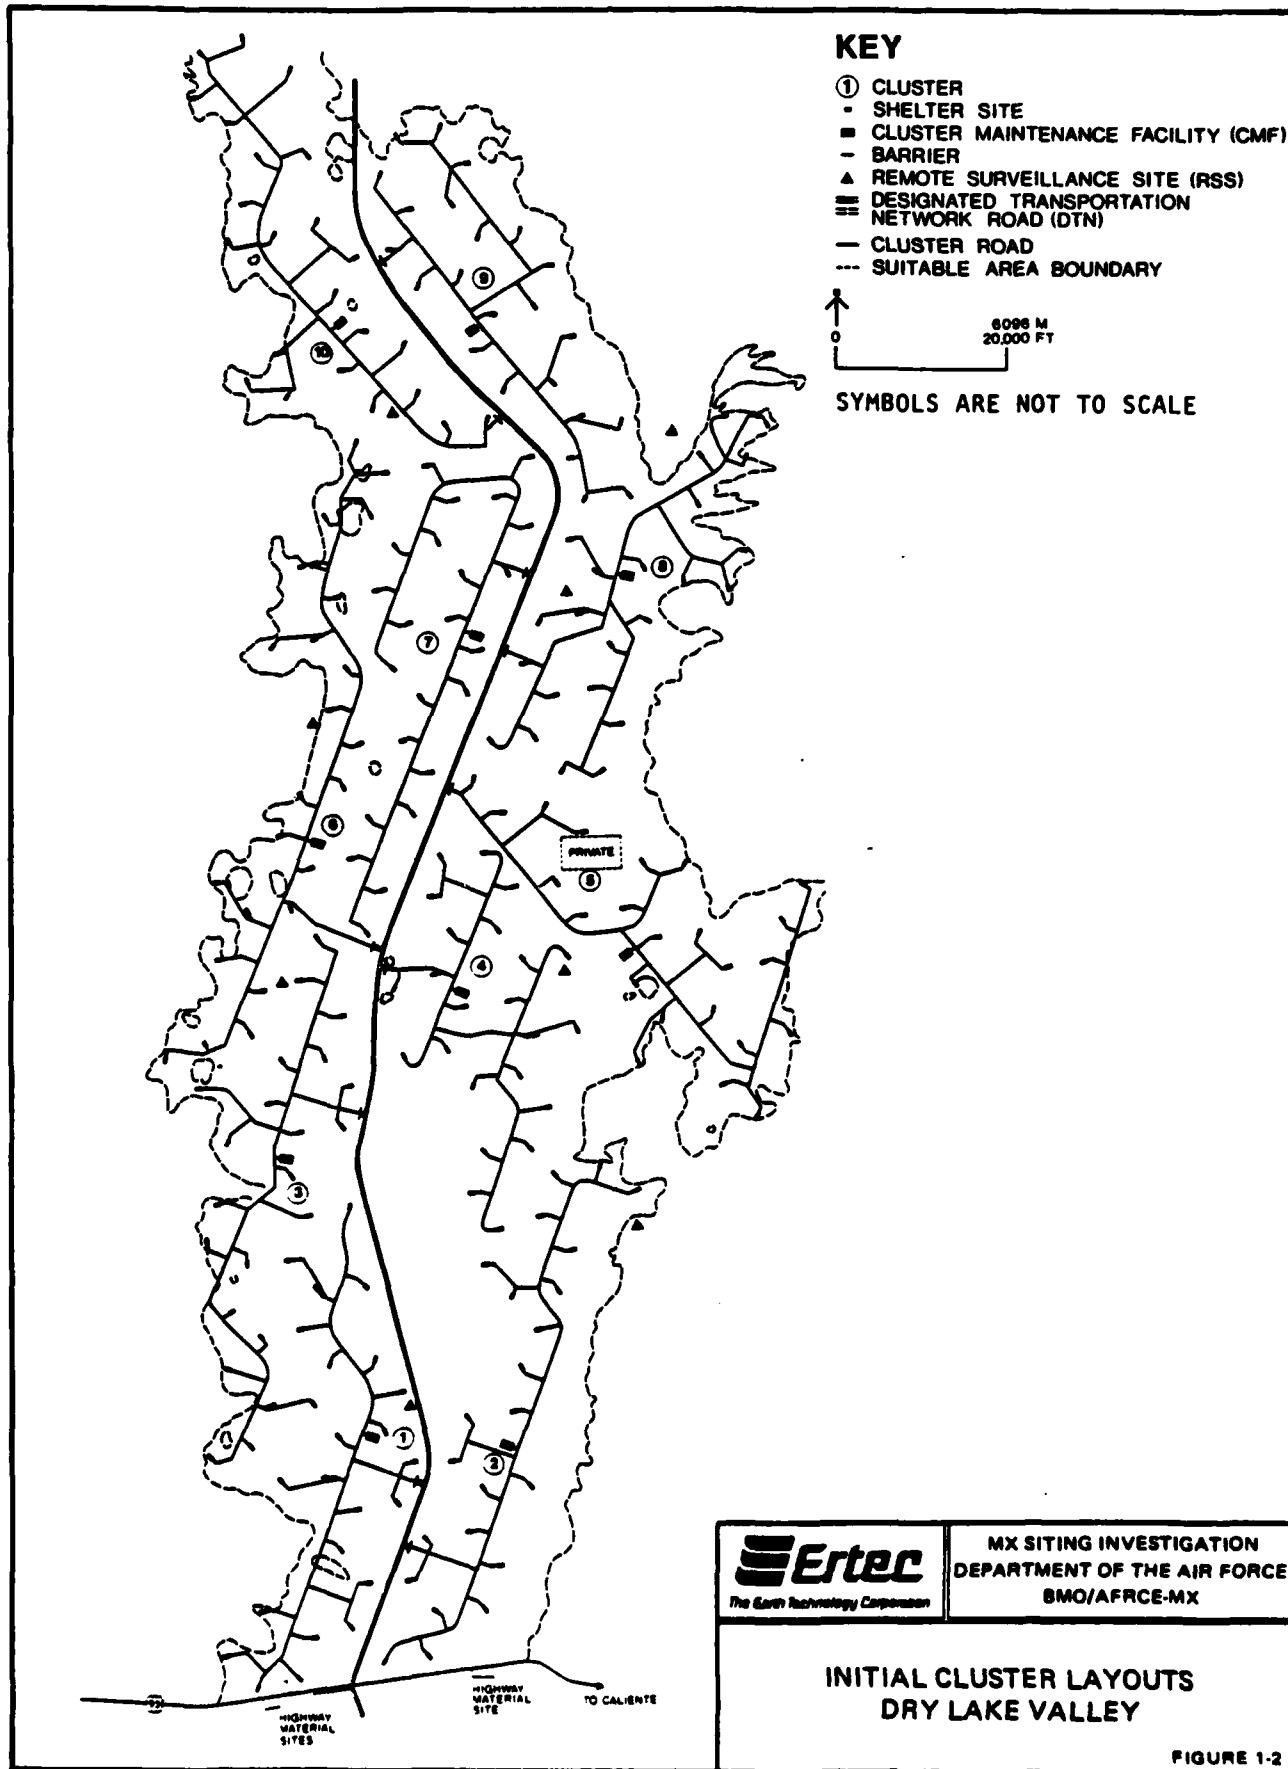 KEY
① CLUSTER
SHELTER SITE
CLUSTER MAINTENANCE FACILITY (CMF)
BARRIER
REMOTE SURVEILLANCE SITE (RSS)
DESIGNATED TRANSPORTATION
NETWORK ROAD (DTN)
CLUSTER ROAD
SUITABLE AREA BOUNDARY
0
6096 M
20,000 FT
SYMBOLS ARE NOT TO SCALE
9
10
8
7
6
PRIVATE
5
4
3
1
2
HIGHWAY
MATERIAL
SITES
HIGHWAY
MATERIAL
SITE
TO CALIENTE
Ertec
The Earth Technology Corporation
MX SITING INVESTIGATION
DEPARTMENT OF THE AIR FORCE
BMO/AFRCE-MX
INITIAL CLUSTER LAYOUTS
DRY LAKE VALLEY
FIGURE 1-2